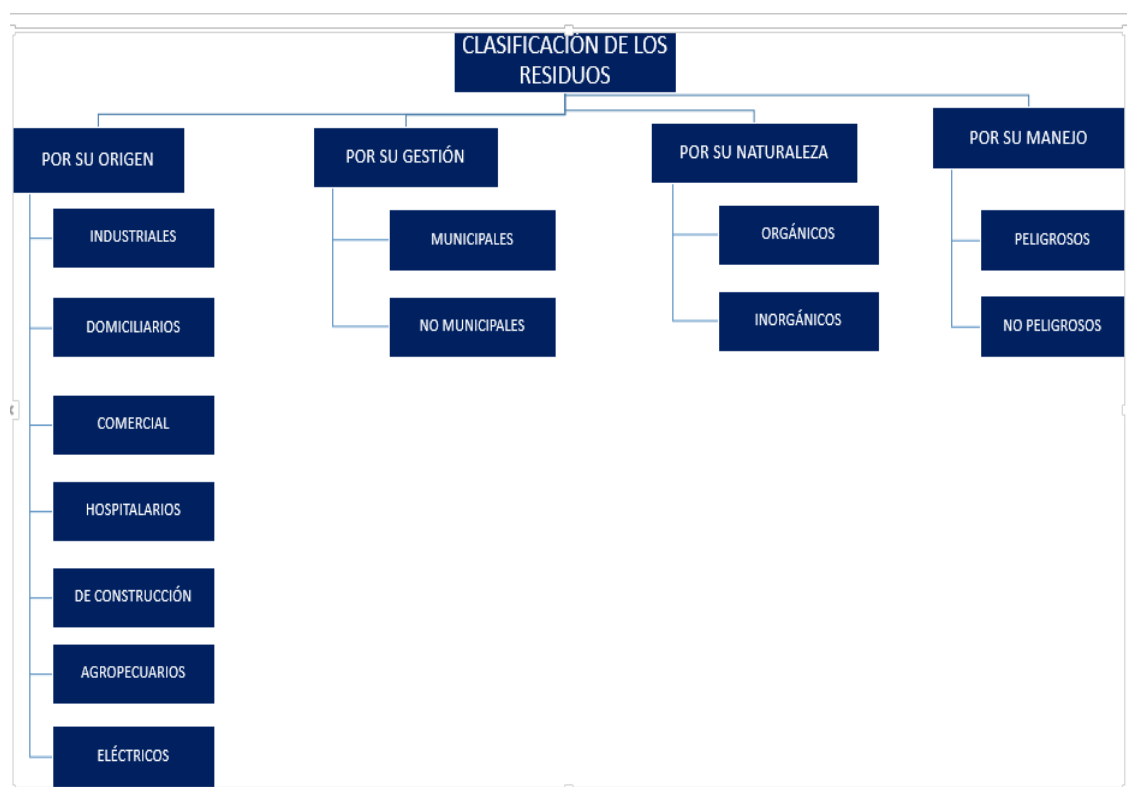 CLASIFICACIÓN DE LOS
RESIDUOS
POR SU ORIGEN
INDUSTRIALES
DOMICILIARIOS
COMERCIAL
HOSPITALARIOS
DE CONSTRUCCIÓN
AGROPECUARIOS
ELÉCTRICOS
POR SU GESTIÓN
MUNICIPALES
NO MUNICIPALES
POR SU NATURALEZA
ORGÁNICOS
INORGÁNICOS
POR SU MANEJO
PELIGROSOS
NO PELIGROSOS